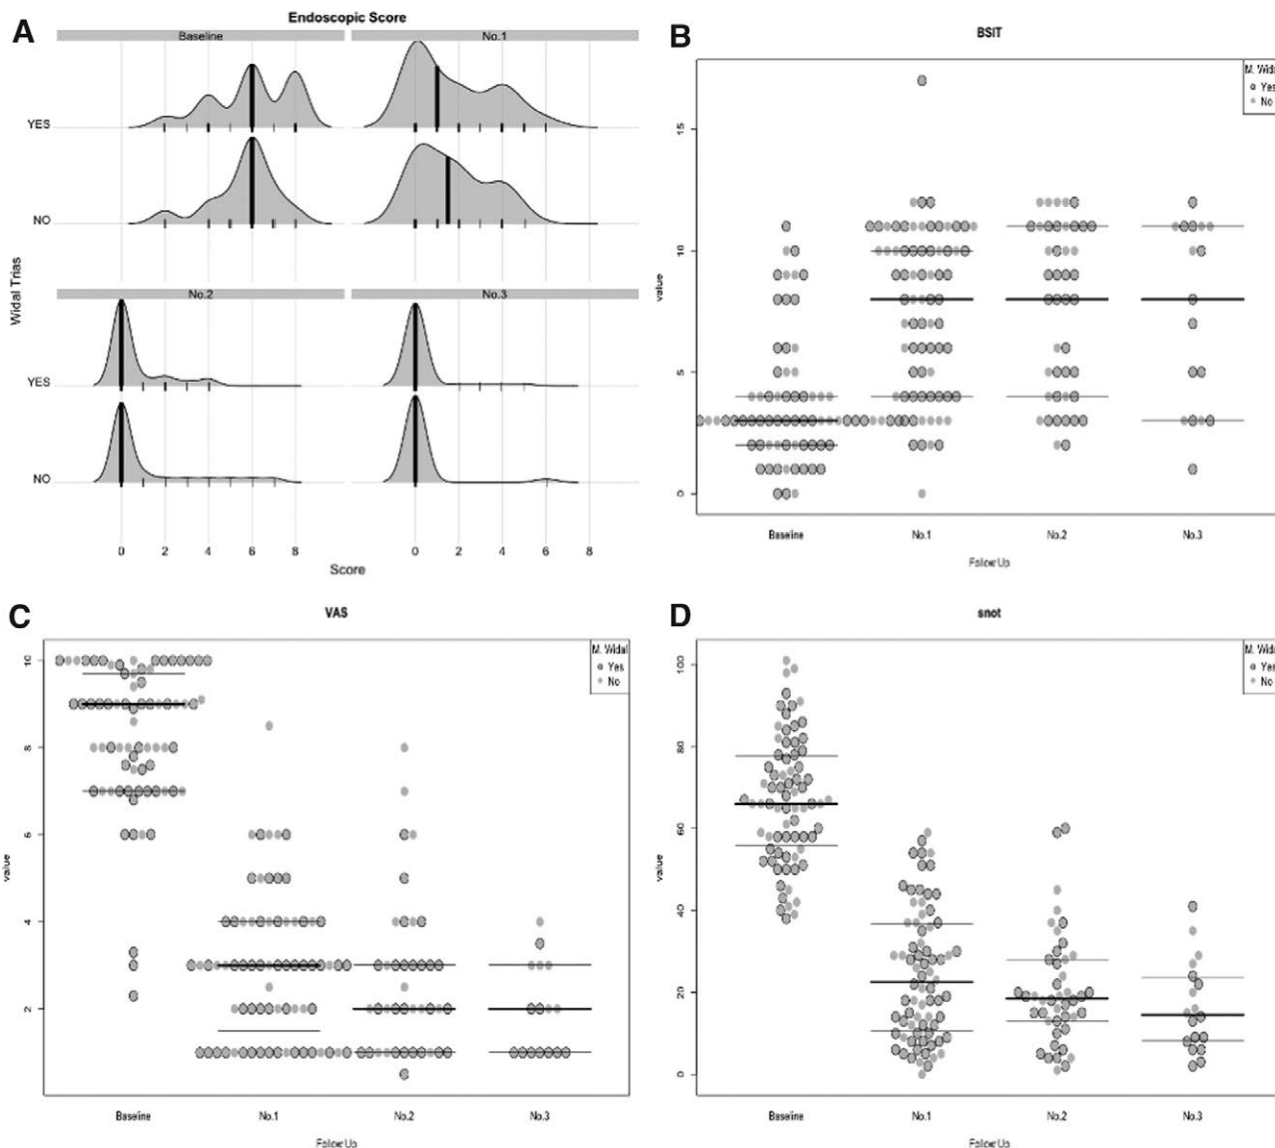 A
Endoscopic Score
Baseline
No.1
YES
NO
No.2
No.3
YES
NO
0 2 4 6 8
0 2 4 6 8
Score
Widal Trias
B
BSIT
M. Wida
Yes
No
15
10
5
0
value
Baseline
No.1
No.2
No.3
Follow Up
C
VAS
M. Widal
Yes
No
10
8
6
4
2
value
Baseline
No.1
No.2
No.3
Follow Up
D
snot
M. Wida
Yes
No
100
80
60
40
20
0
value
Baseline
No.1
No.2
No.3
Follow Up